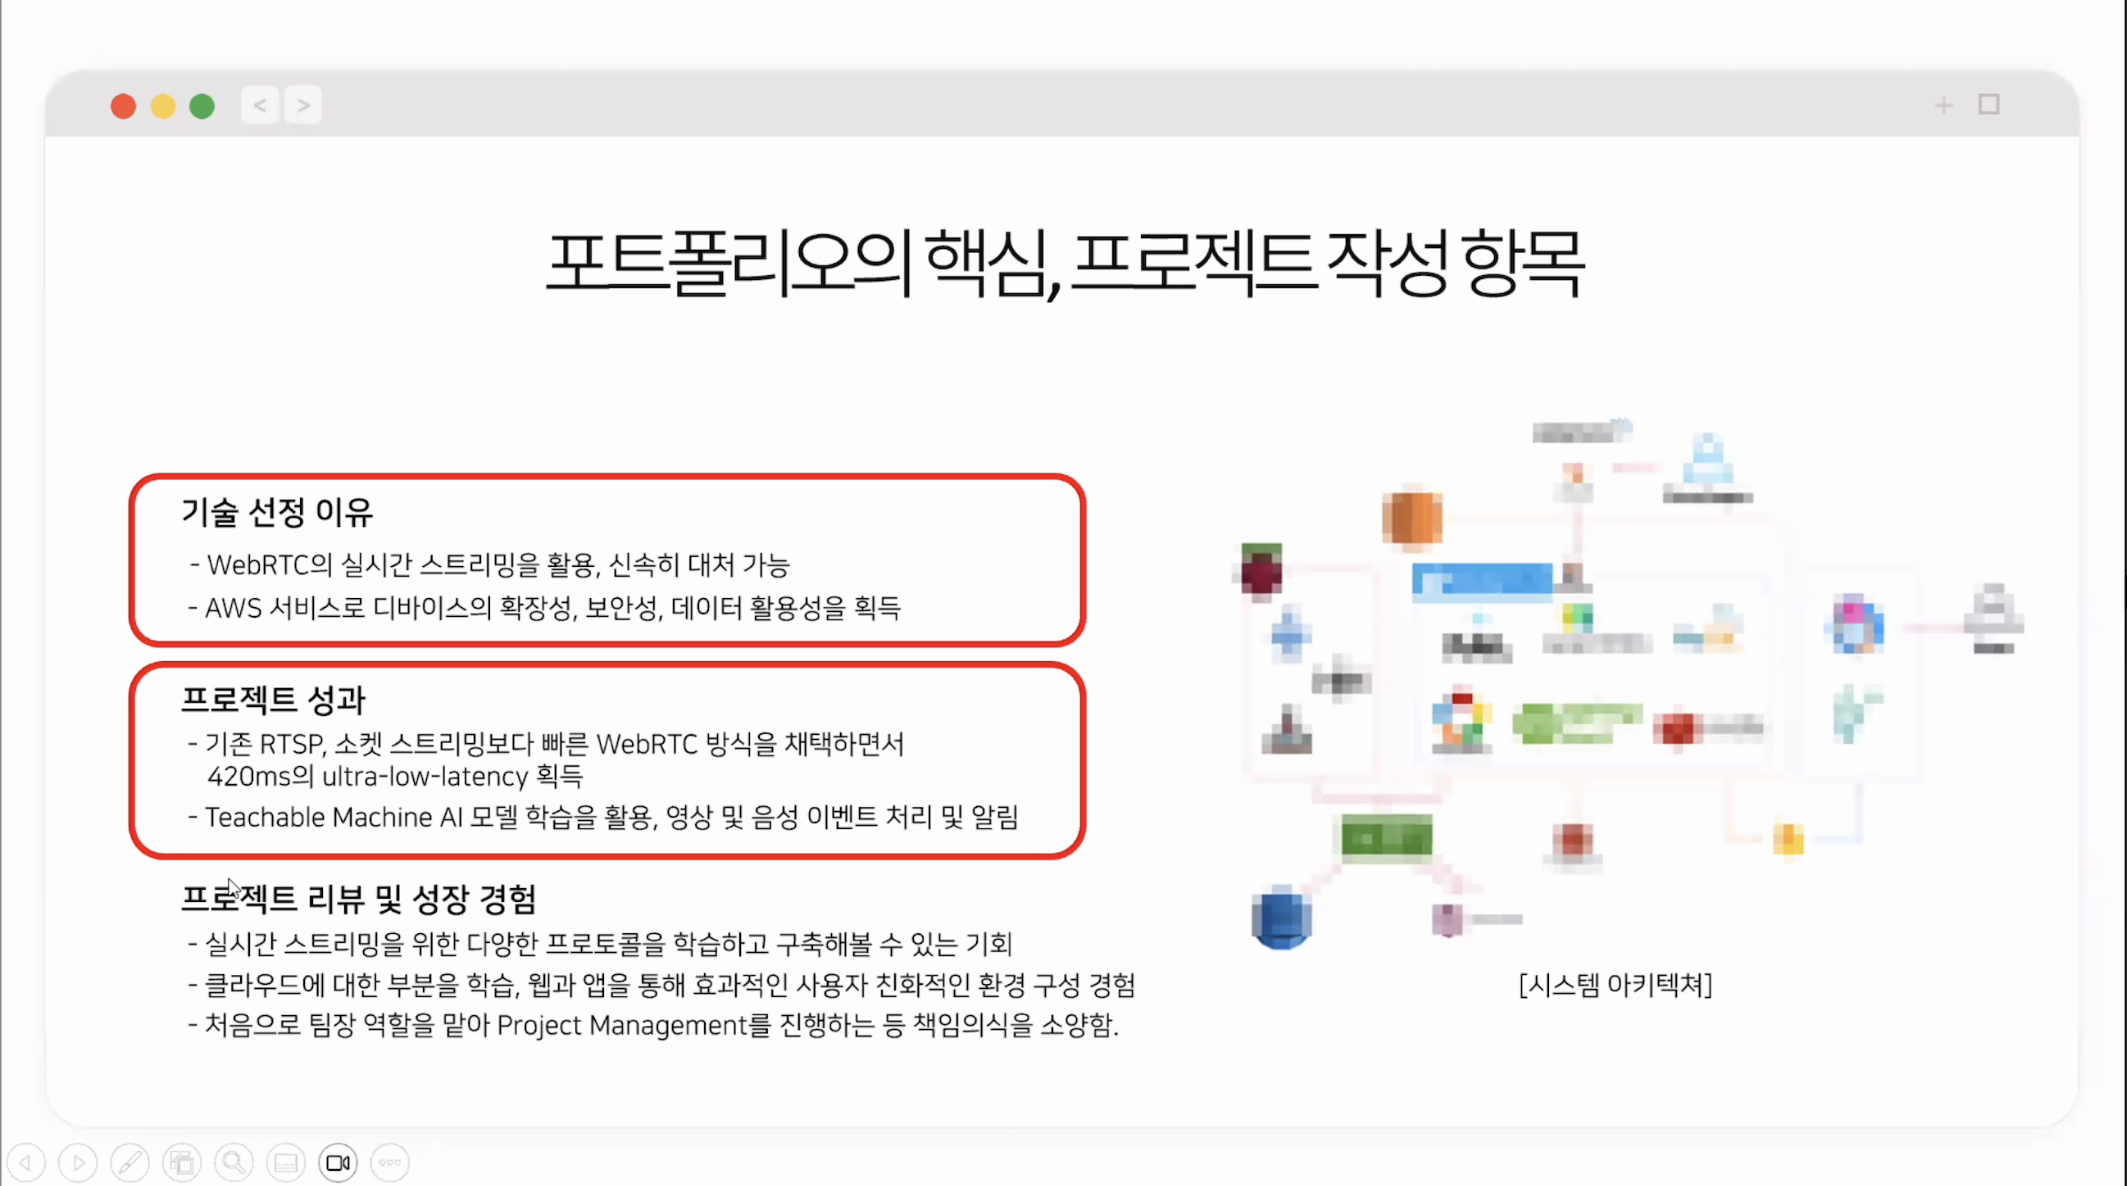 포트폴리오의 핵심, 프로젝트 작성 항목
기술 선정 이유
- WebRTC의 실시간 스트리밍을 활용, 신속히 대처 가능
- AWS 서비스로 디바이스의 확장성, 보안성, 데이터 활용성을 획득
프로젝트 성과
- 기존 RTSP, 소켓 스트리밍보다 빠른 WebRTC 방식을 채택하면서
420ms의 ultra-low-latency 획득
- Teachable Machine AI 모델 학습을 활용, 영상 및 음성 이벤트 처리 및 알림
프로젝트 리뷰 및 성장 경험
- 실시간 스트리밍을 위한 다양한 프로토콜을 학습하고 구축해볼 수 있는 기회
- 클라우드에 대한 부분을 학습, 웹과 앱을 통해 효과적인 사용자 친화적인 환경 구성 경험
- 처음으로 팀장 역할을 맡아 Project Management를 진행하는 등 책임의식을 소양함.
[시스템 아키텍쳐]